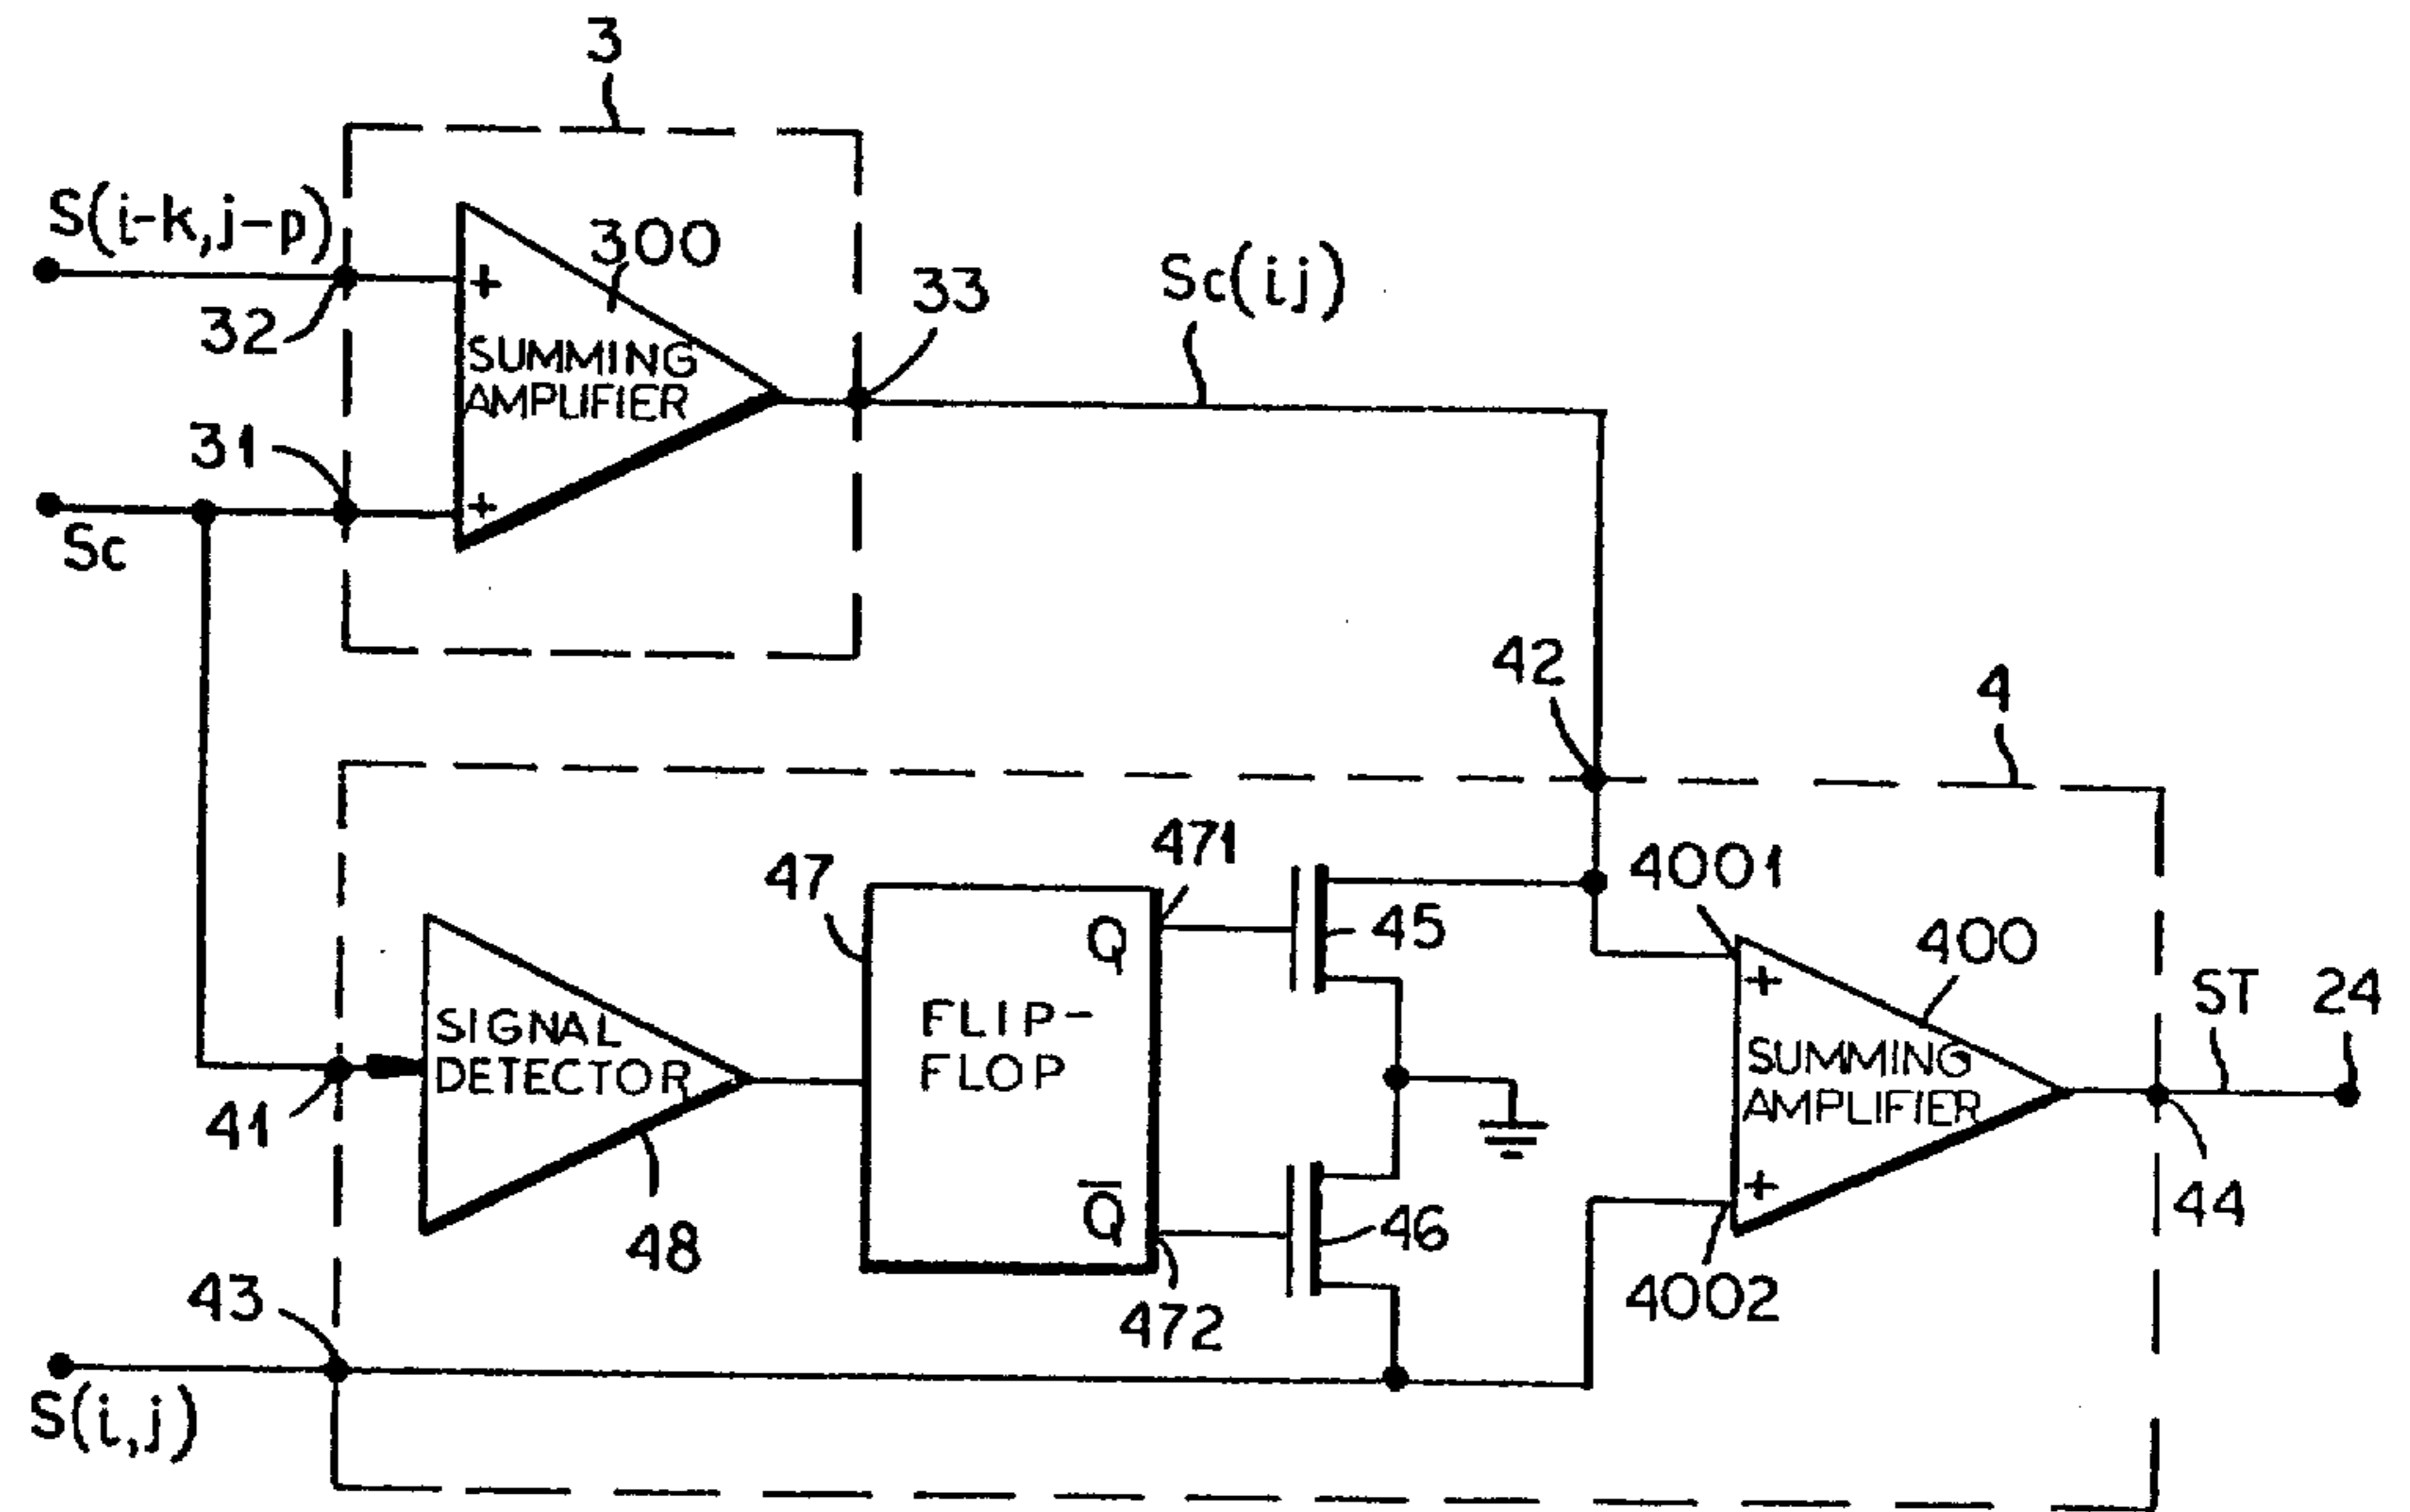 3
S(i-k,j-p)
300
33
Sc(ij)
32
SUMMING
AMPLIFIER
31
Sc
42
4
47
471
4001
Q
45
400
ST
24
SIGNAL
DETECTOR
FLIP-
FLOP
SUMMING
AMPLIFIER
41
Q̅
46
44
48
43
472
4002
S(i,j)
+
+
+
+